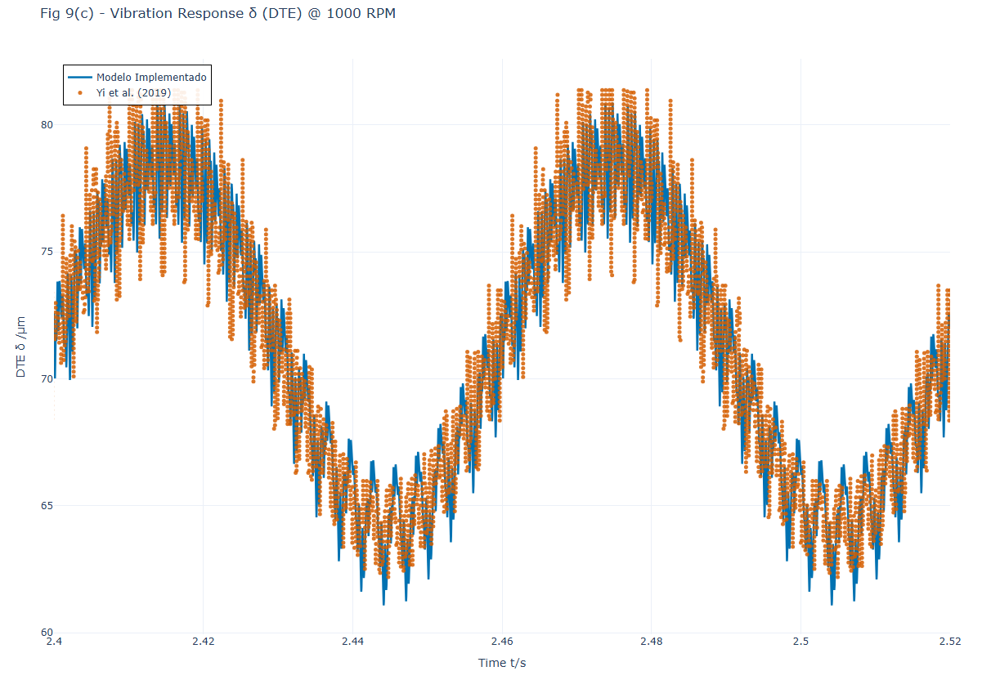 Fig 9(c) - Vibration Response δ (DTE) @ 1000 RPM
Modelo Implementado
Yi et al. (2019)
80
75
70
65
60
DTE δ /μm
2.4
2.42
2.44
2.46
2.48
2.5
2.52
Time t/s